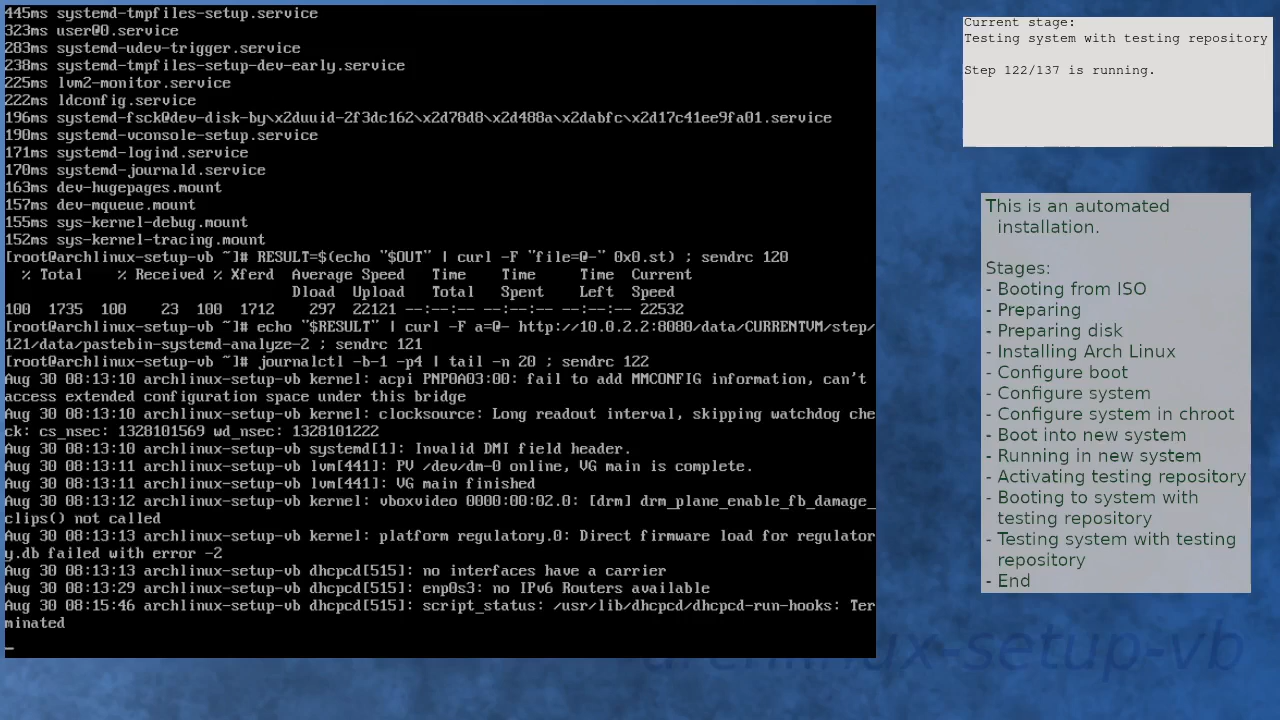 445ms systemd-tmpfiles-setup.service
323ms user@0.service
283ms systemd-udev-trigger.service
238ms systemd-tmpfiles-setup-dev-early.service
225ms lvm2-monitor.service
222ms ldconfig.service
196ms systemd-fsck@dev-disk-by\x2duuid-2f3dc162\x2d78d8\x2d488a\x2dabfc\x2d17c41ee9fa01.service
190ms systemd-vconsole-setup.service
171ms systemd-logind.service
170ms systemd-journald.service
163ms dev-hugepages.mount
157ms dev-mqueue.mount
155ms sys-kernel-debug.mount
152ms sys-kernel-tracing.mount
[root@archlinux-setup-vb ~]# RESULT=$(echo "$OUT" | curl -F "file=@-" 0x0.st) ; sendrc 120
  % Total    % Received % Xferd  Average Speed   Time    Time     Time  Current
                                 Dload  Upload   Total   Spent    Left  Speed
100  1735  100    23  100  1712    297  22121 --:--:-- --:--:-- --:--:-- 22532
[root@archlinux-setup-vb ~]# echo "$RESULT" | curl -F a=@- http://10.0.2.2:8080/data/CURRENTVM/step/
121/data/pastebin-systemd-analyze-2 ; sendrc 121
[root@archlinux-setup-vb ~]# journalctl -b-1 -p4 | tail -n 20 ; sendrc 122
Aug 30 08:13:10 archlinux-setup-vb kernel: acpi PNP0A03:00: fail to add MMCONFIG information, can't
access extended configuration space under this bridge
Aug 30 08:13:10 archlinux-setup-vb kernel: clocksource: Long readout interval, skipping watchdog che
ck: cs_nsec: 1328101569 wd_nsec: 1328101222
Aug 30 08:13:10 archlinux-setup-vb systemd[1]: Invalid DMI field header.
Aug 30 08:13:11 archlinux-setup-vb lvm[441]: PV /dev/dm-0 online, VG main is complete.
Aug 30 08:13:11 archlinux-setup-vb lvm[441]: VG main finished
Aug 30 08:13:12 archlinux-setup-vb kernel: vboxvideo 0000:00:02.0: [drm] drm_plane_enable_fb_damage_
clips() not called
Aug 30 08:13:13 archlinux-setup-vb kernel: platform regulatory.0: Direct firmware load for regulator
y.db failed with error -2
Aug 30 08:13:13 archlinux-setup-vb dhcpcd[515]: no interfaces have a carrier
Aug 30 08:13:29 archlinux-setup-vb dhcpcd[515]: enp0s3: no IPv6 Routers available
Aug 30 08:15:46 archlinux-setup-vb dhcpcd[515]: script_status: /usr/lib/dhcpcd/dhcpcd-run-hooks: Ter
minated
Current stage:
Testing system with testing repository
Step 122/137 is running.
This is an automated
installation.
Stages:
- Booting from ISO
- Preparing
- Preparing disk
- Installing Arch Linux
- Configure boot
- Configure system
- Configure system in chroot
- Boot into new system
- Running in new system
- Activating testing repository
- Booting to system with
testing repository
- Testing system with testing
repository
- End
archlinux-setup-vb